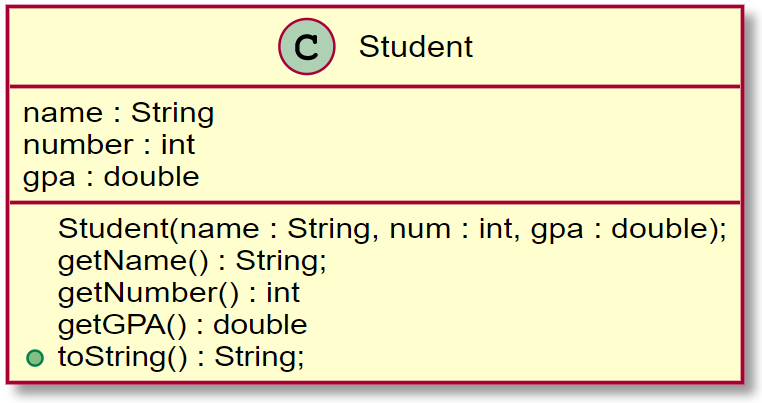 C Student
name : String
number : int
gpa : double
Student(name : String, num : int, gpa : double);
getName() : String;
getNumber() : int
getGPA() : double
toString() : String;